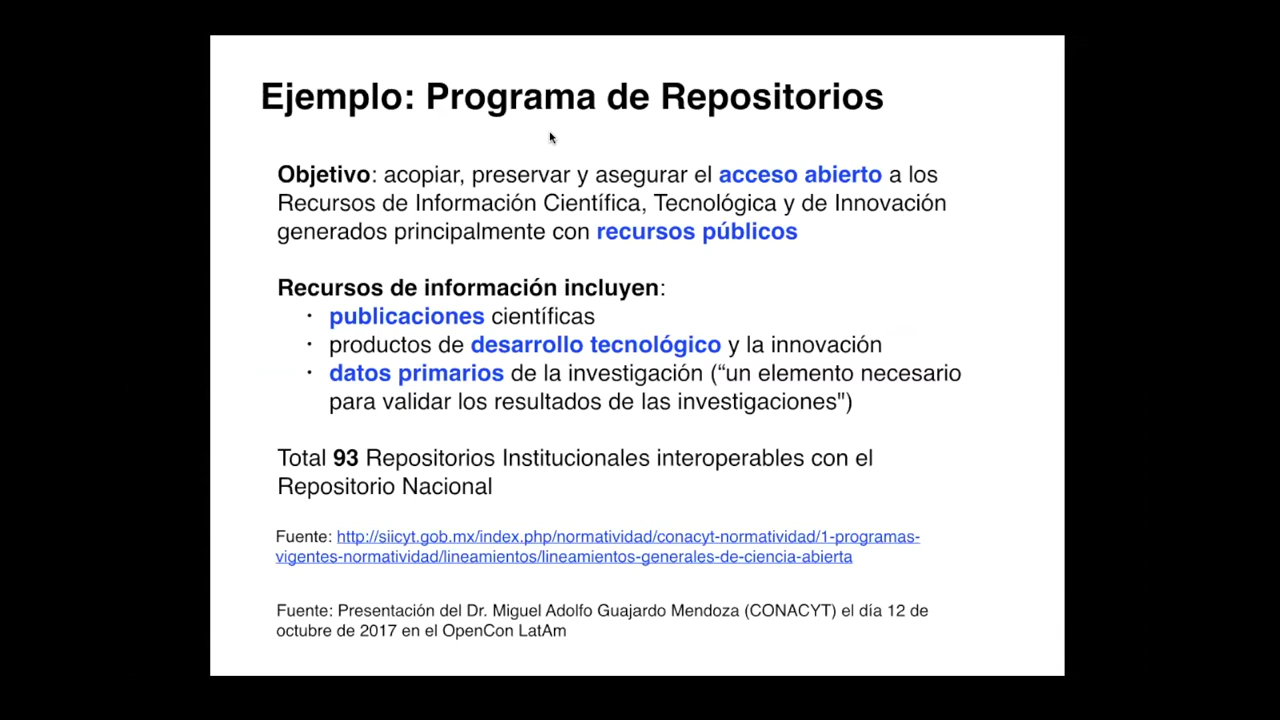 Ejemplo: Programa de Repositorios
Objetivo: acopiar, preservar y asegurar el acceso abierto a los
Recursos de Información Científica, Tecnológica y de Innovación
generados principalmente con recursos públicos
Recursos de información incluyen:
· publicaciones científicas
· productos de desarrollo tecnológico y la innovación
· datos primarios de la investigación (“un elemento necesario
para validar los resultados de las investigaciones")
Total 93 Repositorios Institucionales interoperables con el
Repositorio Nacional
Fuente: http://siicyt.gob.mx/index.php/normatividad/conacyt-normatividad/1-programas-
vigentes-normatividad/lineamientos/lineamientos-generales-de-ciencia-abierta
Fuente: Presentación del Dr. Miguel Adolfo Guajardo Mendoza (CONACYT) el día 12 de
octubre de 2017 en el OpenCon LatAm